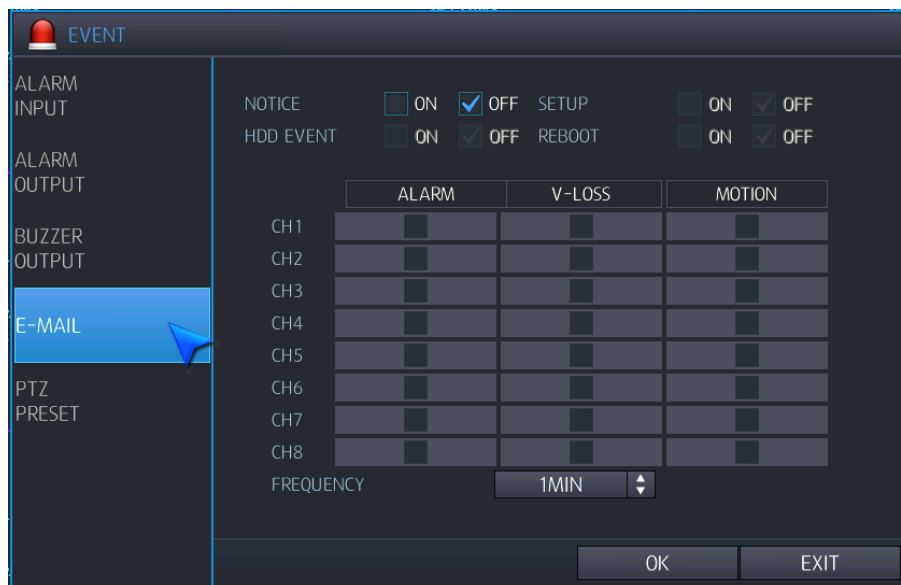 EVENT
ALARM
INPUT
ALARM
OUTPUT
BUZZER
OUTPUT
E-MAIL
PTZ
PRESET
NOTICE ON OFF SETUP ON OFF
HDD EVENT ON OFF REBOOT ON OFF
ALARM V-LOSS MOTION
CH1
CH2
CH3
CH4
CH5
CH6
CH7
CH8
FREQUENCY 1MIN
OK EXIT